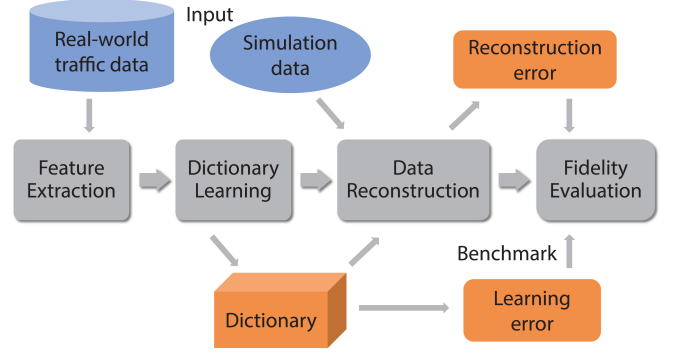 Real-world
traffic data
Input
Simulation
data
Reconstruction
error
Feature
Extraction
Dictionary
Learning
Data
Reconstruction
Fidelity
Evaluation
Benchmark
Dictionary
Learning
error